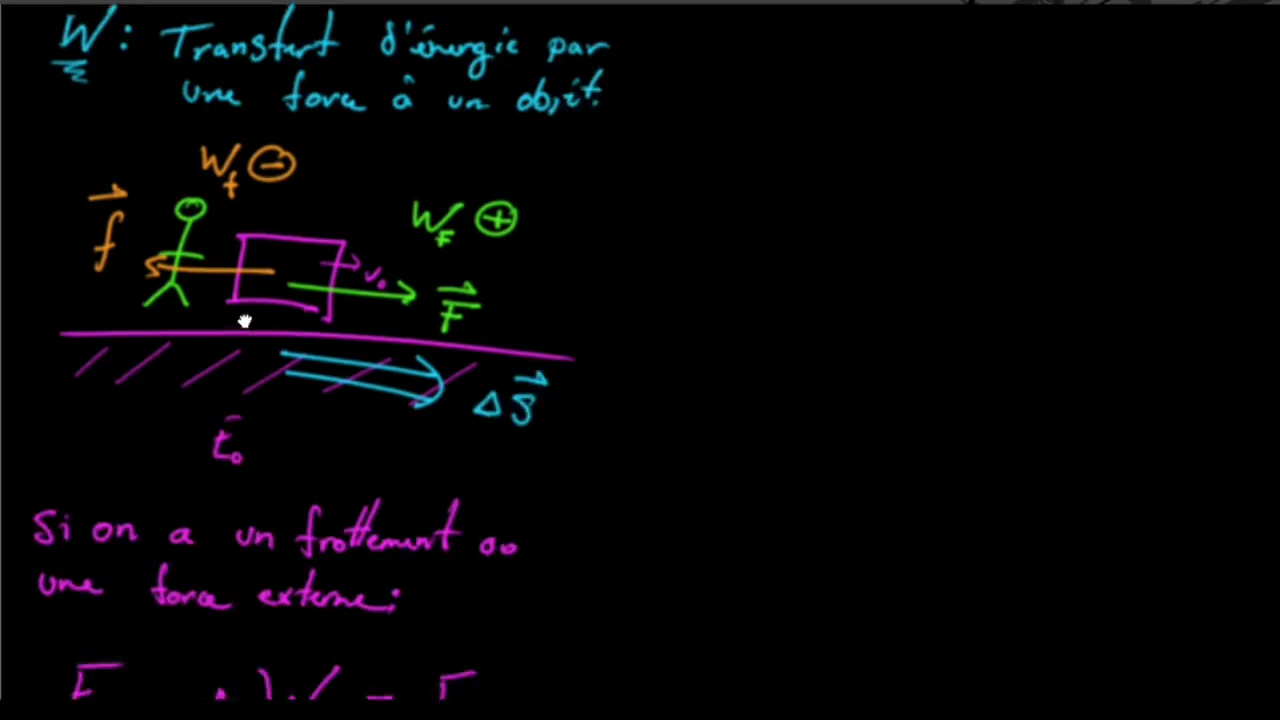 W : Transfert d'énergie par
une force à un objet.
W_f ⊖
f⃗
W_F ⊕
v₀
F⃗
ΔS⃗
E₀
Si on a un frottement ou
une force externe :